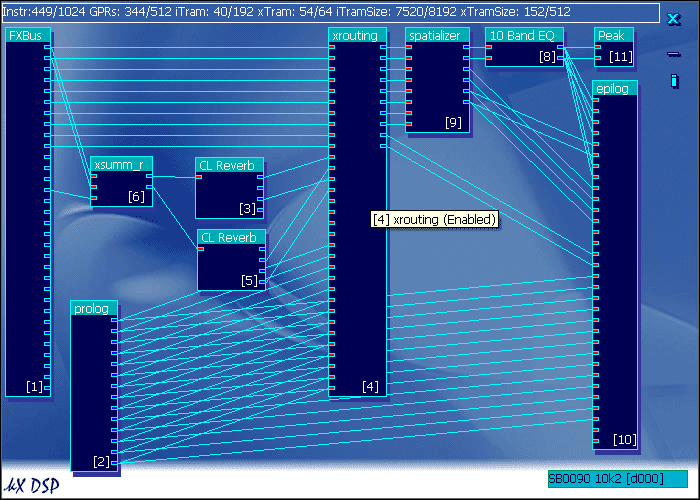 Instr:449/1024 GPRs: 344/512 iTram: 40/192 xTram: 54/64 iTramSize: 7520/8192 xTramSize: 152/512
FXBus
xrouting
spatializer
10 Band EQ
Peak
[8]
[11]
epilog
[9]
xsumm_r
CL Reverb
[6]
[3]
[4] xrouting (Enabled)
CL Reverb
[5]
prolog
[1]
[4]
[10]
[2]
µX DSP
SB0090 10k2 [d000]